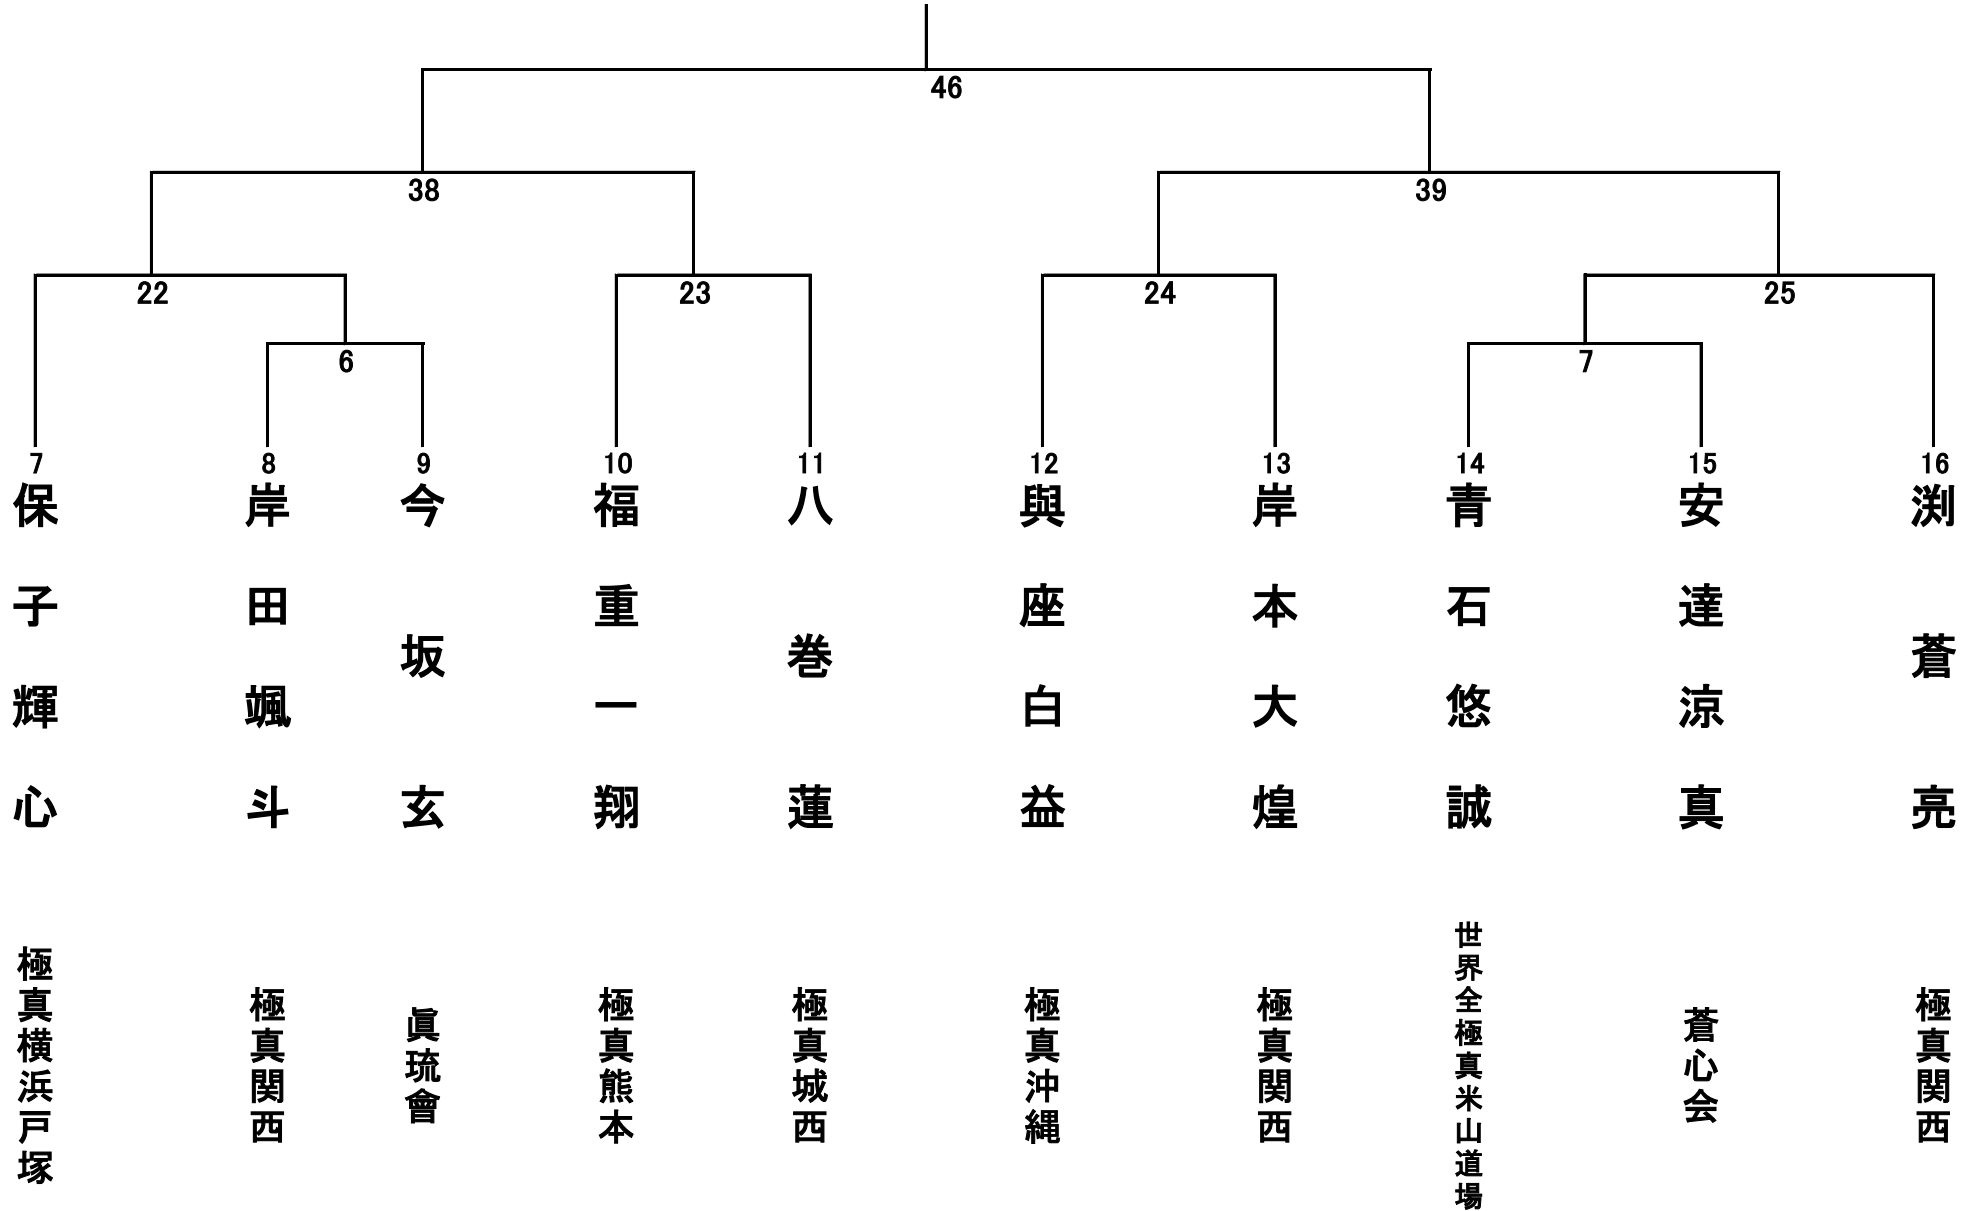 46
38
39
22
23
24
25
6
7
7
8
9
10
11
12
13
14
15
16
保子輝心
岸田颯斗
今坂玄
福重一翔
八巻蓮
與座白益
岸本大煌
青石悠誠
安達涼真
渕蒼亮
極真横浜戸塚
極真関西
眞琉會
極真熊本
極真城西
極真沖縄
極真関西
世界全極真米山道場
蒼心会
極真関西